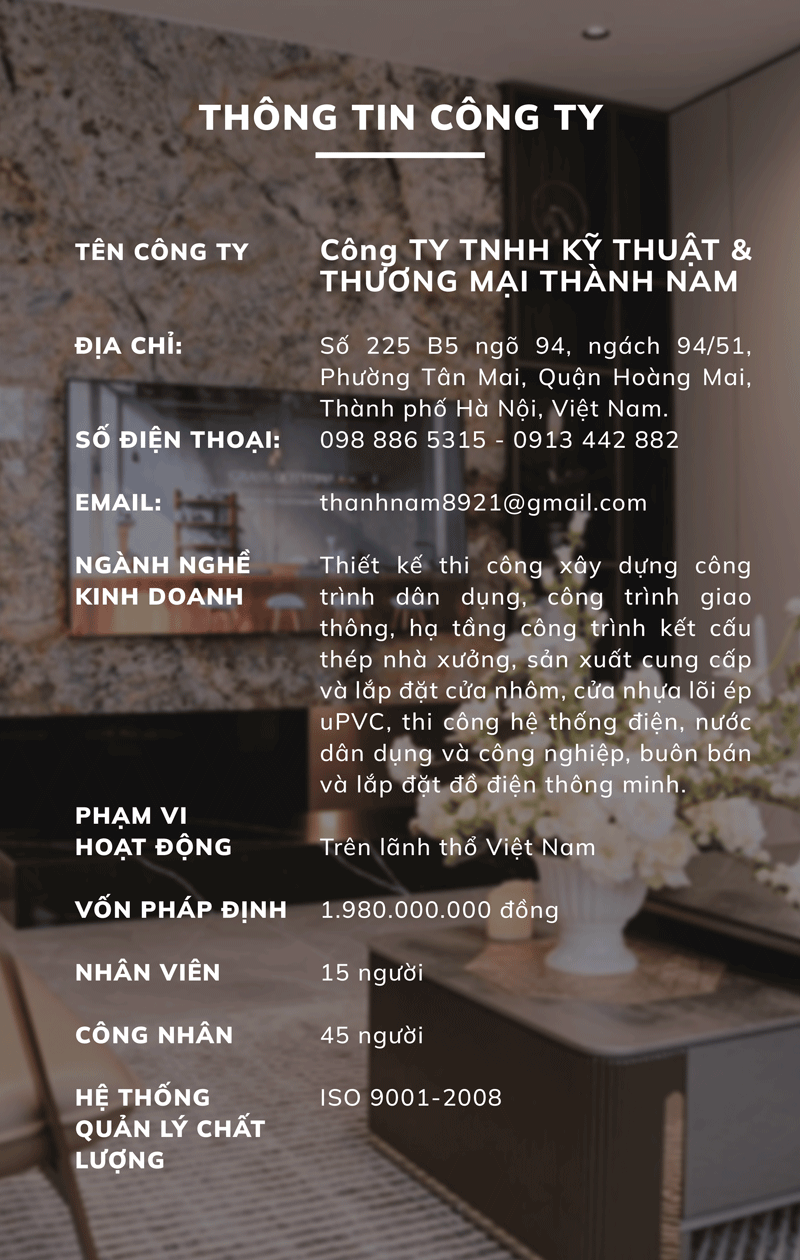 THÔNG TIN CÔNG TY
TÊN CÔNG TY
Công TY TNHH KỸ THUẬT &
THƯƠNG MẠI THÀNH NAM
ĐỊA CHỈ:
Số 225 B5 ngõ 94, ngách 94/51,
Phường Tân Mai, Quận Hoàng Mai,
Thành phố Hà Nội, Việt Nam.
SỐ ĐIỆN THOẠI:
098 886 5315 - 0913 442 882
EMAIL:
thanhnam8921@gmail.com
NGÀNH NGHỀ
KINH DOANH
Thiết kế thi công xây dựng công
trình dân dụng, công trình giao
thông, hạ tầng công trình kết cấu
thép nhà xưởng, sản xuất cung cấp
và lắp đặt cửa nhôm, cửa nhựa lõi ép
uPVC, thi công hệ thống điện, nước
dân dụng và công nghiệp, buôn bán
và lắp đặt đồ điện thông minh.
PHẠM VI
HOẠT ĐỘNG
Trên lãnh thổ Việt Nam
VỐN PHÁP ĐỊNH
1.980.000.000 đồng
NHÂN VIÊN
15 người
CÔNG NHÂN
45 người
HỆ THỐNG
QUẢN LÝ CHẤT
LƯỢNG
ISO 9001-2008